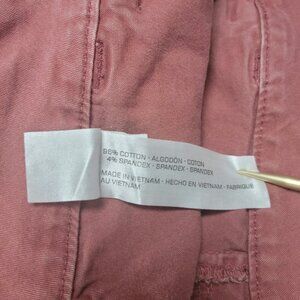 96% COTTON - ALGODÓN - COTON
4% SPANDEX - SPANDEX - SPANDEX
MADE IN VIETNAM - HECHO EN VIETNAM - FABRIQUÉ
AU VIETNAM